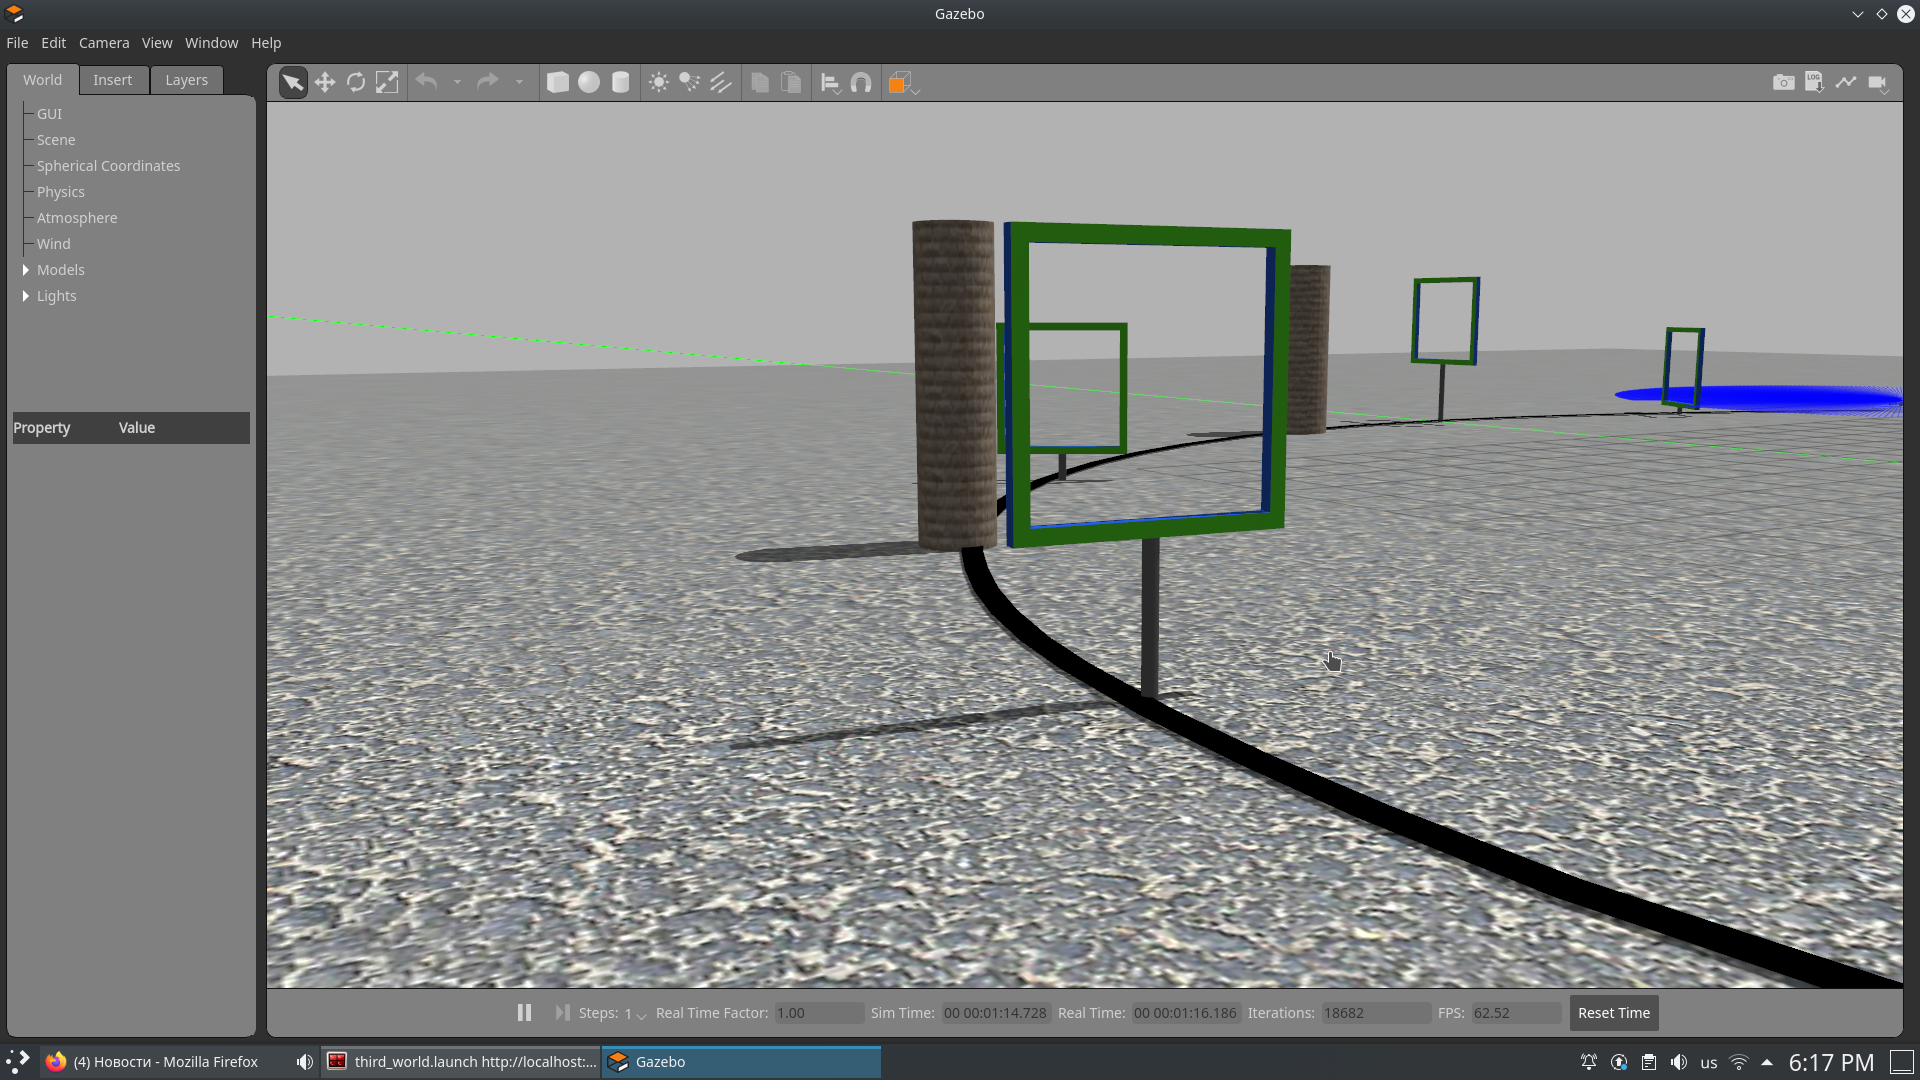 Gazebo
File Edit Camera View Window Help
World Insert Layers
GUI
Scene
Spherical Coordinates
Physics
Atmosphere
Wind
Models
Lights
Property Value
LOG
Steps: 1 Real Time Factor: 1.00 Sim Time: 00 00:01:14.728 Real Time: 00 00:01:16.186 Iterations: 18682 FPS: 62.52 Reset Time
(4) Новости - Mozilla Firefox third_world.launch http://localhost:... Gazebo us 6:17 PM